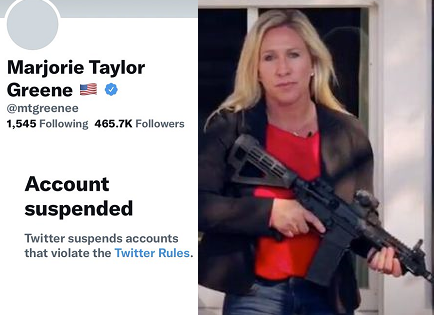 Marjorie Taylor
Greene 🇺🇸
@mtgreenee
1,545 Following 465.7K Followers
Account
suspended
Twitter suspends accounts
that violate the Twitter Rules.